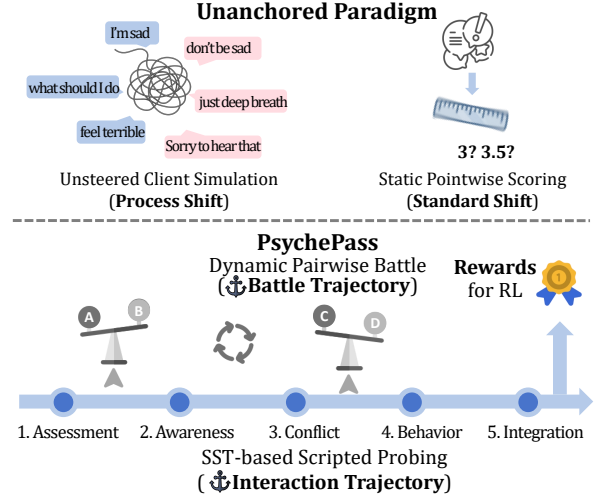 Unanchored Paradigm
I'm sad
don't be sad
what should I do
just deep breath
feel terrible
Sorry to hear that
3? 3.5?
Unsteered Client Simulation
(Process Shift)
Static Pointwise Scoring
(Standard Shift)
PsychePass
Dynamic Pairwise Battle
(Battle Trajectory)
Rewards
for RL
1
A
B
C
D
1. Assessment
2. Awareness
3. Conflict
4. Behavior
5. Integration
SST-based Scripted Probing
(Interaction Trajectory)